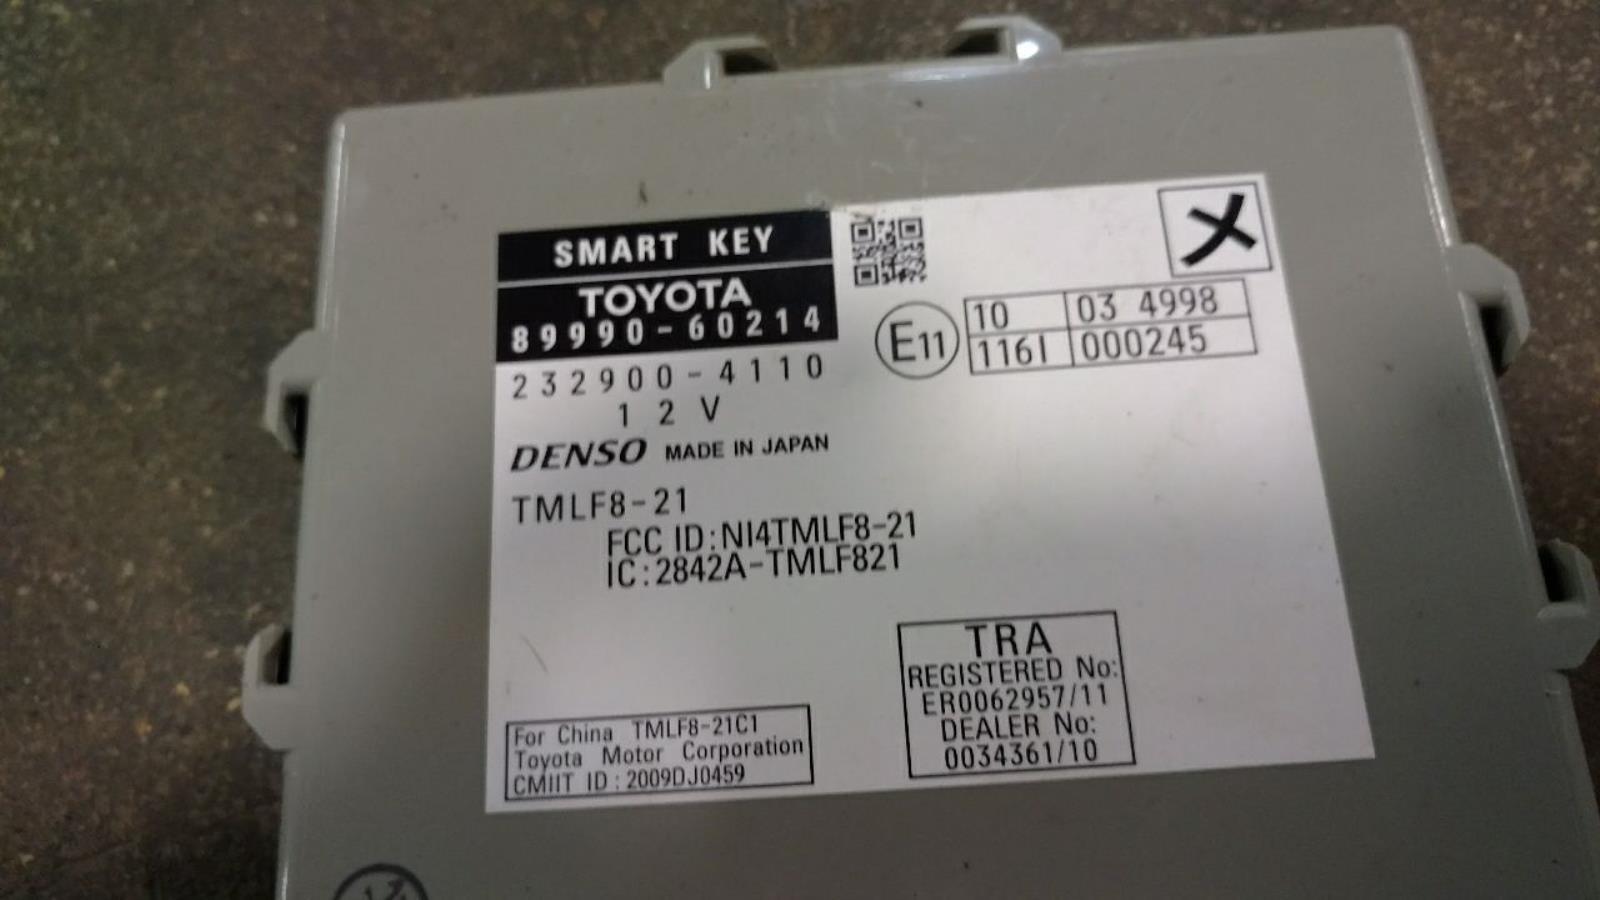 SMART KEY
TOYOTA
89990-60214
232900-4110
12V
DENSO MADE IN JAPAN
TMLF8-21
FCC ID:NI4TMLF8-21
IC:2842A-TMLF821
E11
10 03 4998
116I 000245
TRA
REGISTERED No:
ER0062957/11
DEALER No:
0034361/10
For China TMLF8-21C1
Toyota Motor Corporation
CMIIT ID:2009DJ0459